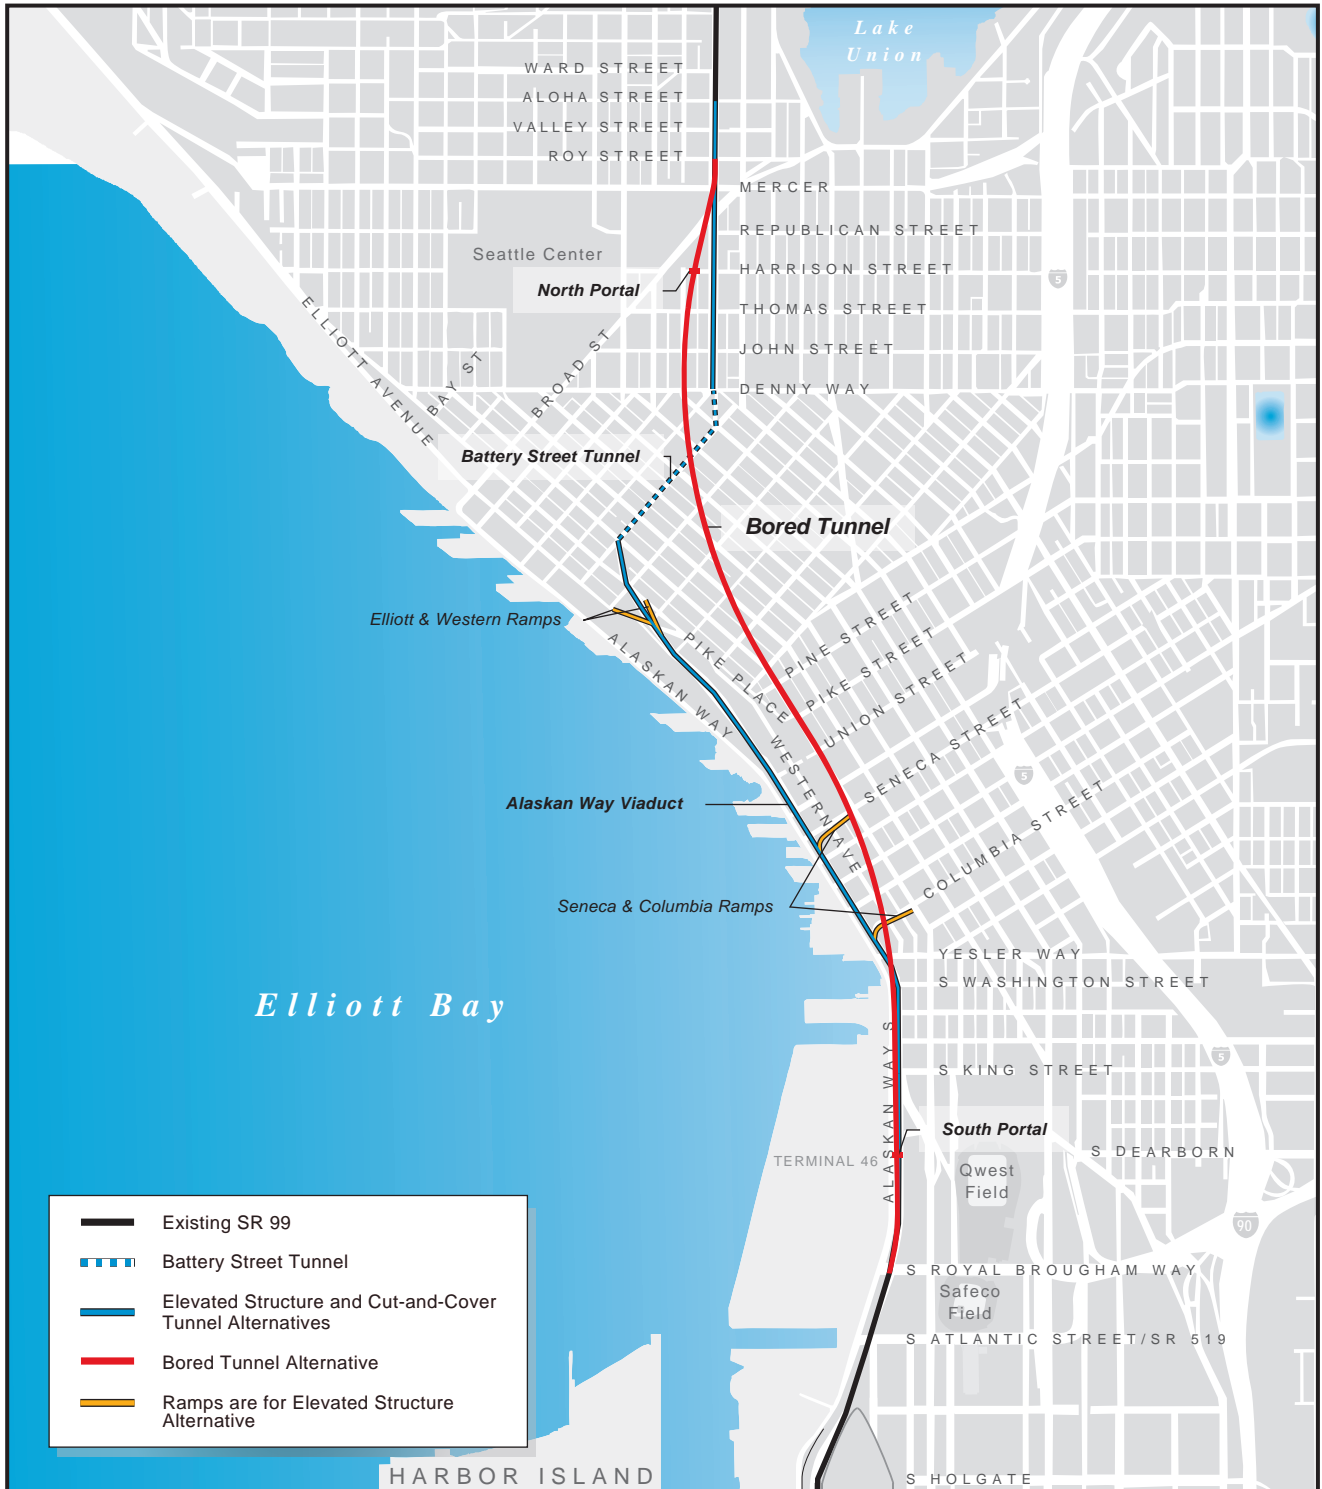 Lake
Union
WARD STREET
ALOHA STREET
VALLEY STREET
ROY STREET
MERCER
REPUBLICAN STREET
Seattle Center
HARRISON STREET
5
North Portal
THOMAS STREET
ELLIOTT AVENUE
BAY ST
BROAD ST
JOHN STREET
DENNY WAY
Battery Street Tunnel
Bored Tunnel
Elliott & Western Ramps
ALASKAN WAY
PIKE PLACE
PINE STREET
PIKE STREET
UNION STREET
WESTERN AVE
SENECA STREET
5
Alaskan Way Viaduct
COLUMBIA STREET
Seneca & Columbia Ramps
YESLER WAY
S WASHINGTON STREET
Elliott Bay
ALASKAN WAY S
5
S KING STREET
South Portal
S DEARBORN
TERMINAL 46
Qwest
Field
90
S ROYAL BROUGHAM WAY
Safeco
Field
S ATLANTIC STREET/SR 519
S HOLGATE
HARBOR ISLAND
Existing SR 99
Battery Street Tunnel
Elevated Structure and Cut-and-Cover
Tunnel Alternatives
Bored Tunnel Alternative
Ramps are for Elevated Structure
Alternative